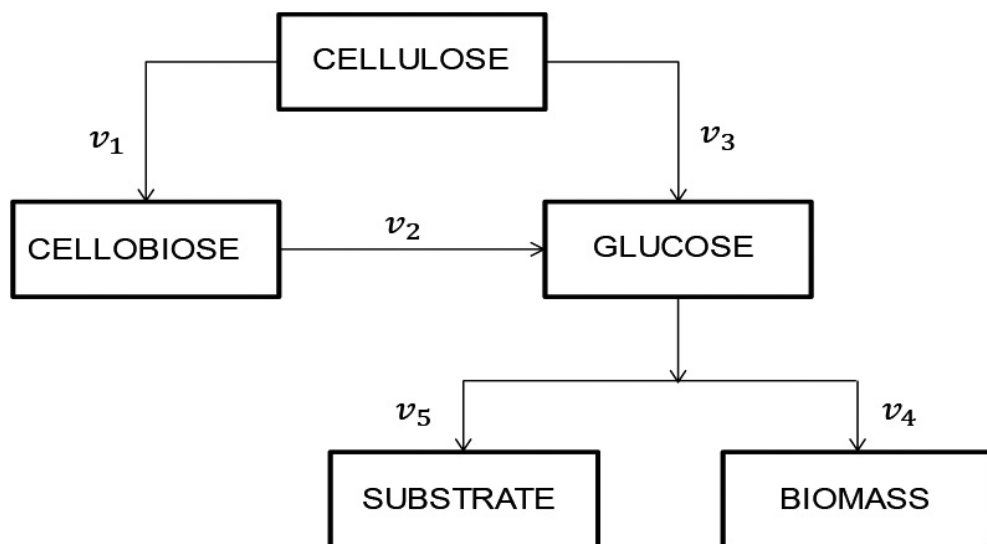 CELLULOSE
v₁
v₃
CELLOBIOSE
v₂
GLUCOSE
v₅
v₄
SUBSTRATE
BIOMASS